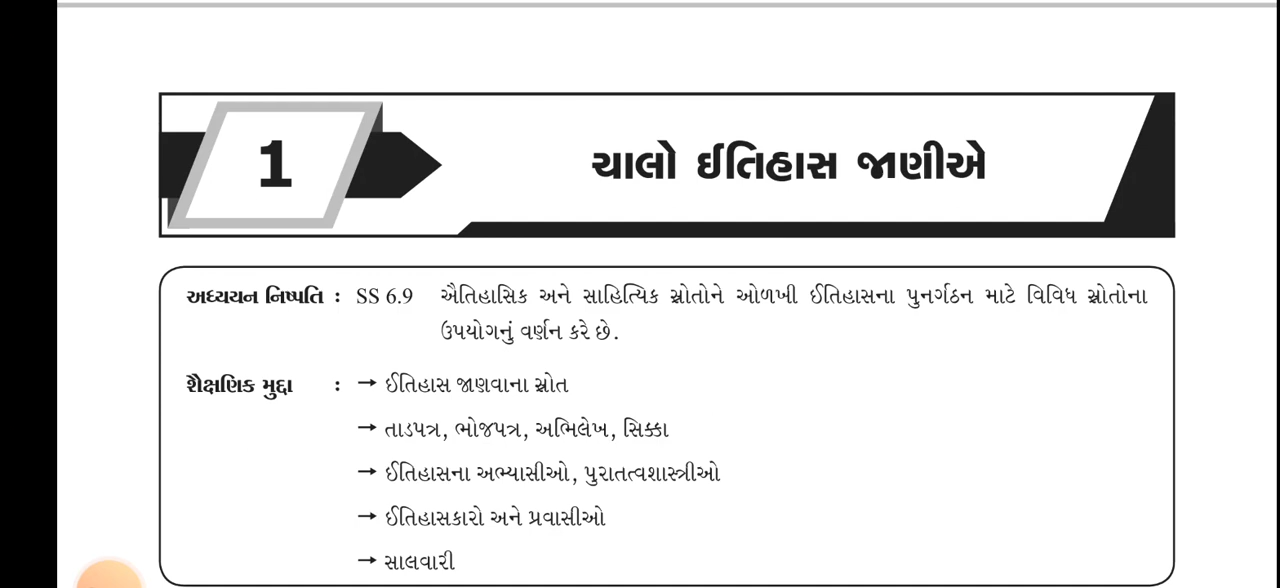 1
ચાલો ઈતિહાસ જાણીએ
અધ્યયન નિષ્પતિ : SS 6.9 ઐતિહાસિક અને સાહિત્યિક સ્રોતોને ઓળખી ઈતિહાસના પુનર્ગઠન માટે વિવિધ સ્રોતોના
ઉપયોગનું વર્ણન કરે છે.
શૈક્ષણિક મુદ્દા : → ઈતિહાસ જાણવાના સ્રોત
→ તાડપત્ર, ભોજપત્ર, અભિલેખ, સિક્કા
→ ઈતિહાસના અભ્યાસીઓ, પુરાતત્વશાસ્ત્રીઓ
→ ઈતિહાસકારો અને પ્રવાસીઓ
→ સાલવારી